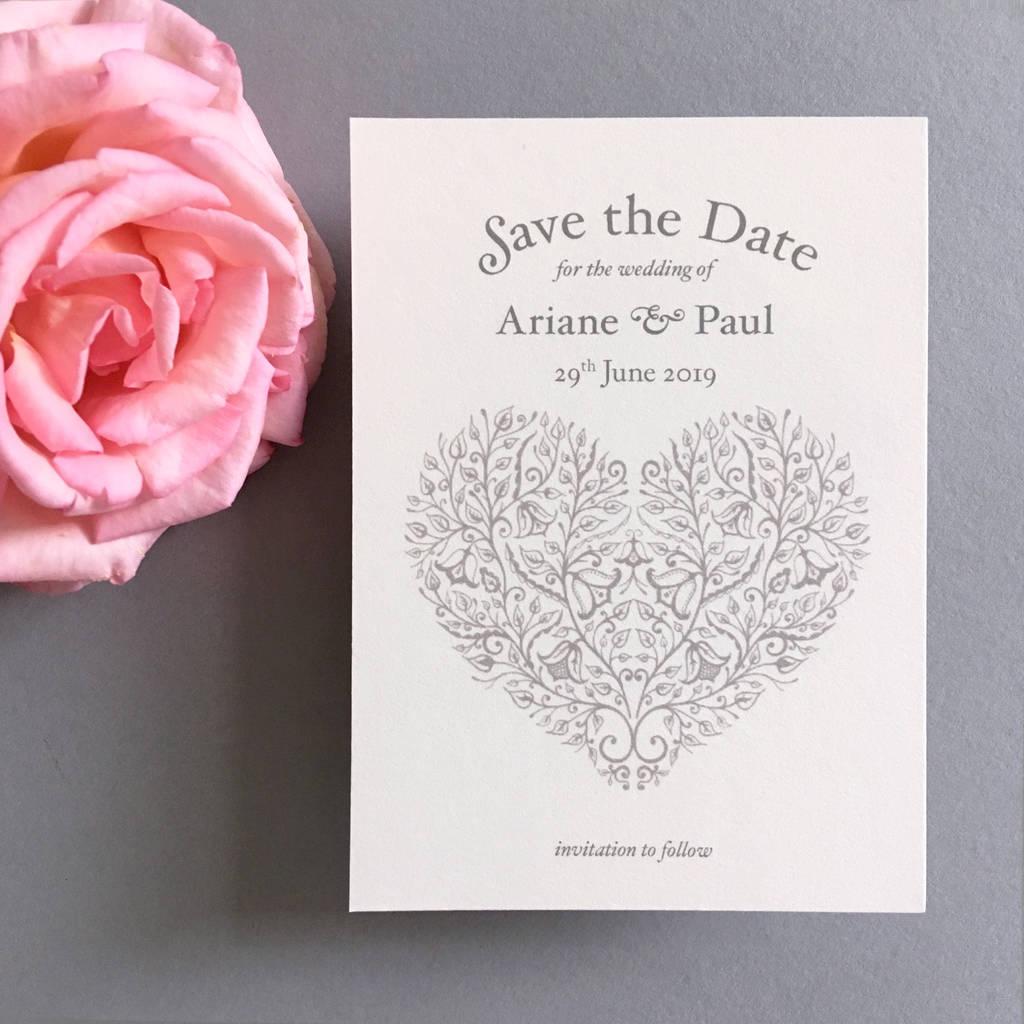 Save the Date
for the wedding of
Ariane & Paul
29th June 2019
invitation to follow